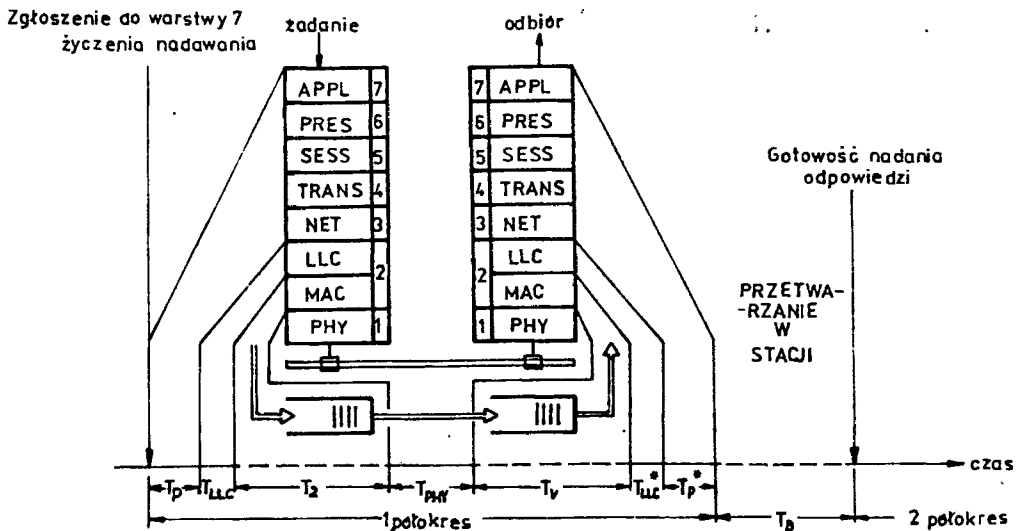 Zgłoszenie do warstwy 7
życzenia nadawania
żadanie
odbiór
APPL 7
PRES 6
SESS 5
TRANS 4
NET 3
LLC
2
MAC
PHY 1
7 APPL
6 PRES
5 SESS
4 TRANS
3 NET
LLC
2
MAC
1 PHY
Gotowość nadania
odpowiedzi
PRZETWA-
-RZANIE
W
STACJI
czas
Tp TLLC T2 TPHY Tv TLLC* Tp*
1 połokres TB 2 połokres